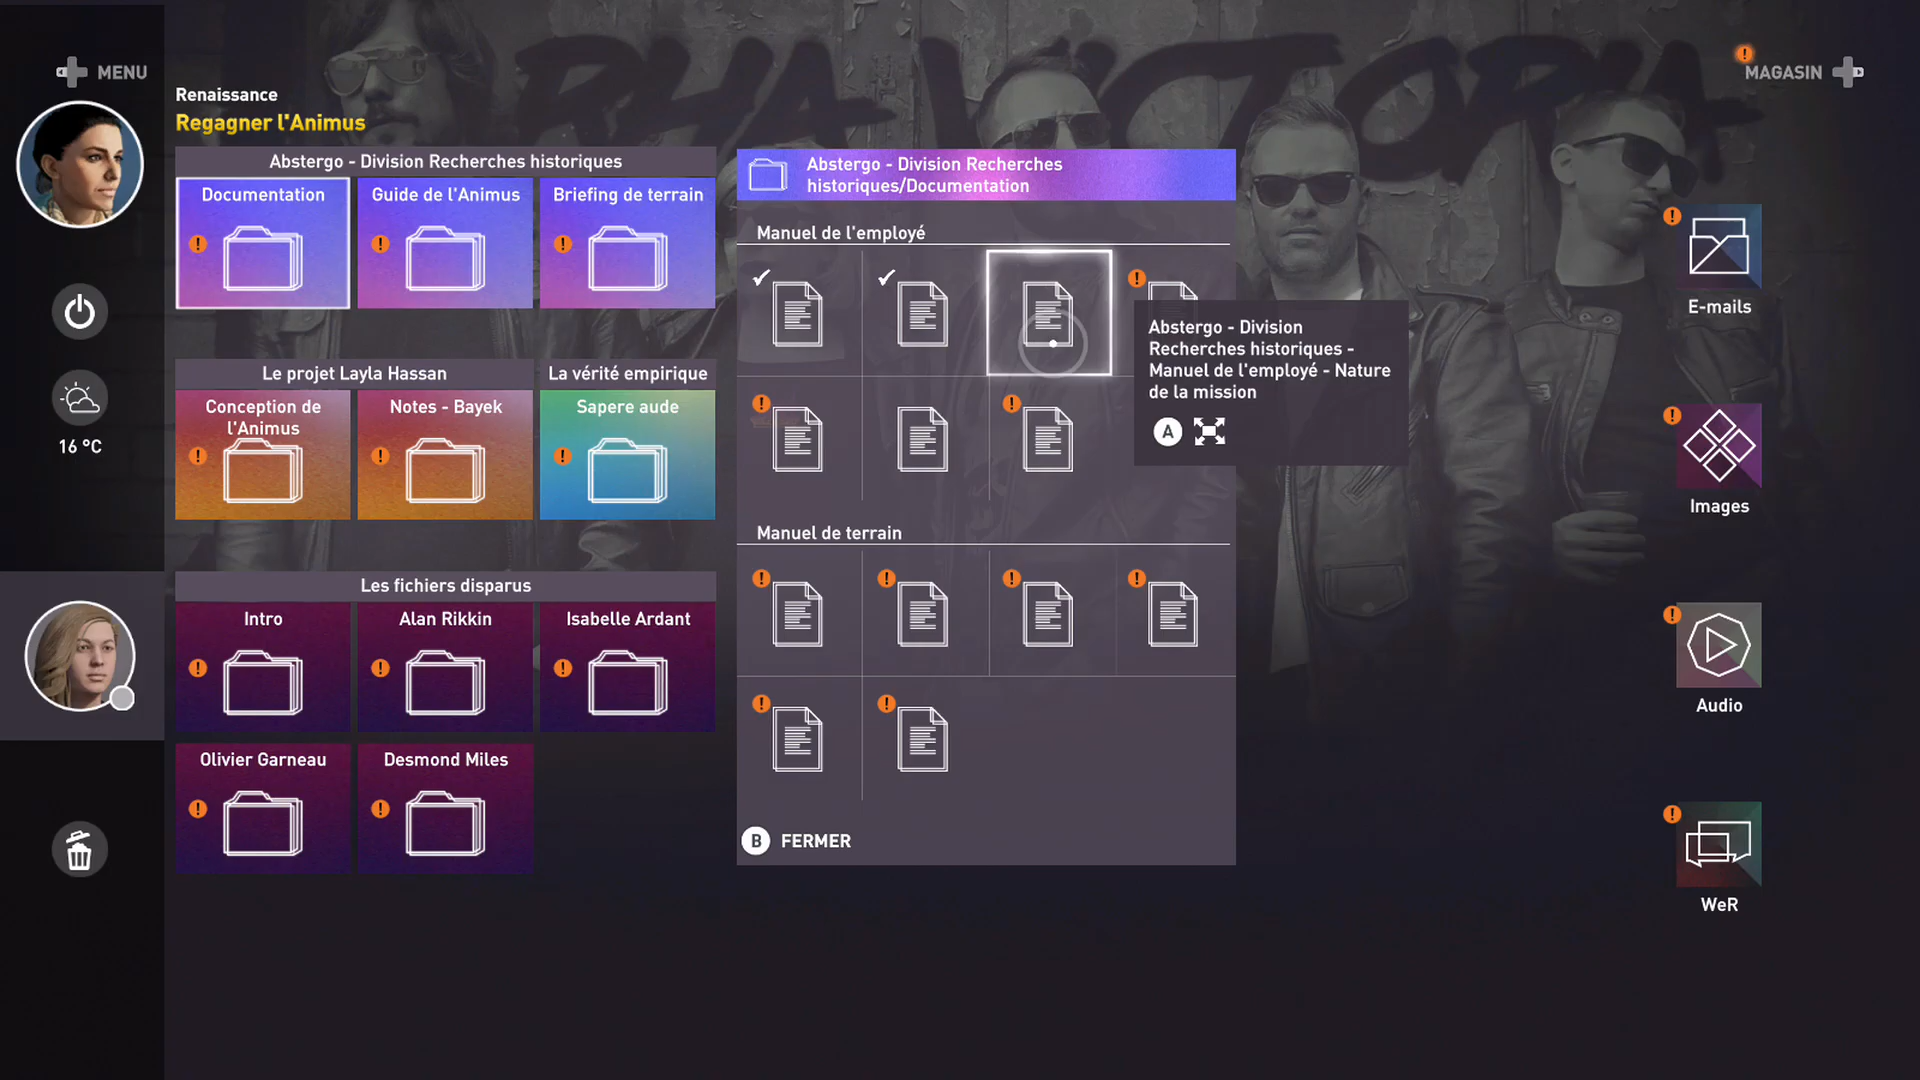 MENU
MAGASIN
Renaissance
Regagner l'Animus
Abstergo - Division Recherches historiques
Documentation
Guide de l'Animus
Briefing de terrain
Le projet Layla Hassan
La vérité empirique
Conception de
l'Animus
Notes - Bayek
Sapere aude
16 °C
Les fichiers disparus
Intro
Alan Rikkin
Isabelle Ardant
Olivier Garneau
Desmond Miles
Abstergo - Division Recherches
historiques/Documentation
Manuel de l'employé
Abstergo - Division
Recherches historiques -
Manuel de l'employé - Nature
de la mission
A
Manuel de terrain
B FERMER
E-mails
Images
Audio
WeR